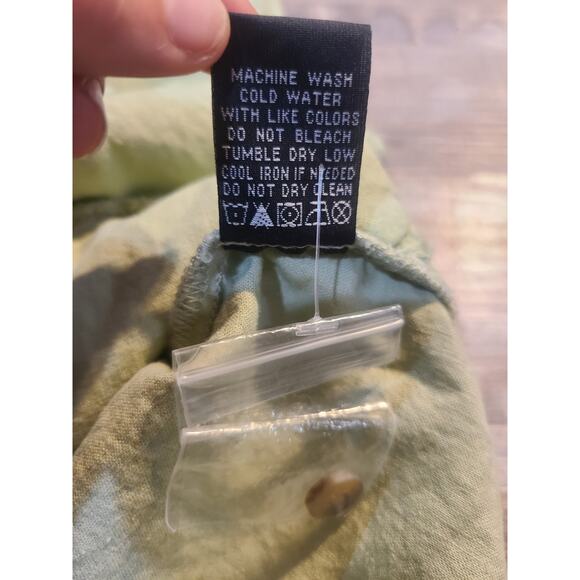 MACHINE WASH
COLD WATER
WITH LIKE COLORS
DO NOT BLEACH
TUMBLE DRY LOW
COOL IRON IF NEEDED
DO NOT DRY CLEAN